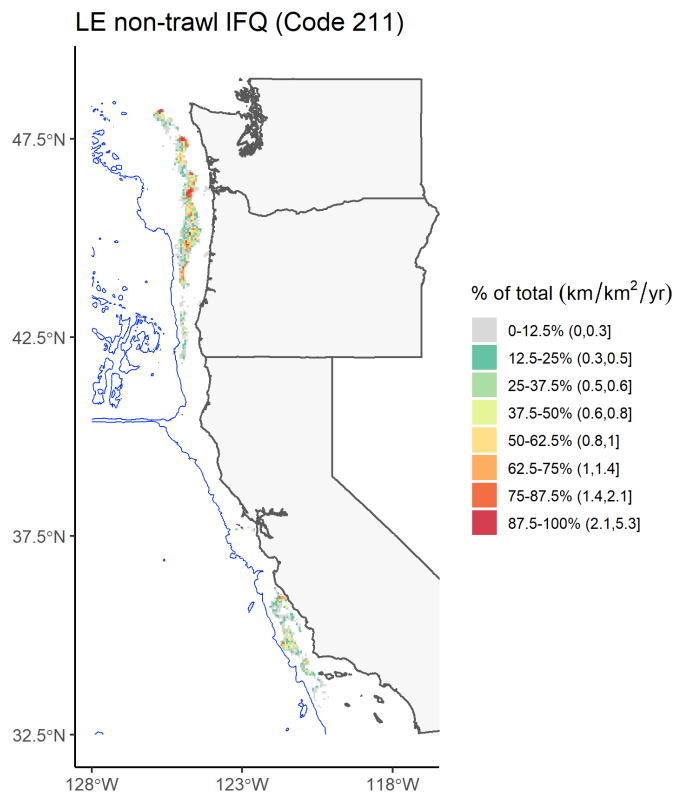 LE non-trawl IFQ (Code 211)
47.5°N
42.5°N
37.5°N
32.5°N
128°W
123°W
118°W
% of total (km/km²/yr)
0-12.5% (0,0.3]
12.5-25% (0.3,0.5]
25-37.5% (0.5,0.6]
37.5-50% (0.6,0.8]
50-62.5% (0.8,1]
62.5-75% (1,1.4]
75-87.5% (1.4,2.1]
87.5-100% (2.1,5.3]